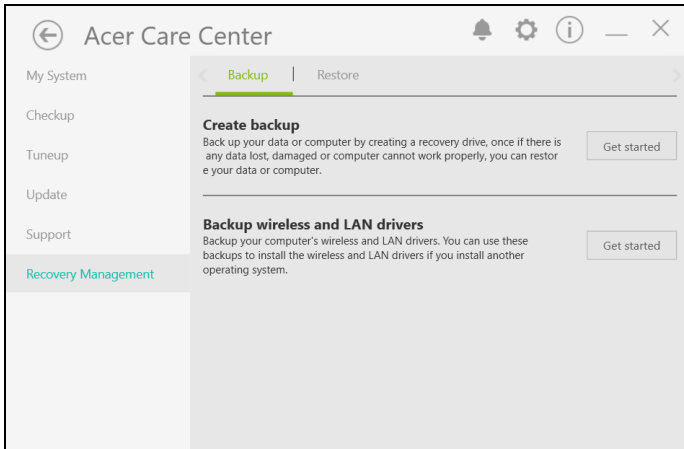 Acer Care Center
My System
Checkup
Tuneup
Update
Support
Recovery Management
Backup
Restore
Create backup
Back up your data or computer by creating a recovery drive, once if there is
any data lost, damaged or computer cannot work properly, you can restor
e your data or computer.
Get started
Backup wireless and LAN drivers
Backup your computer's wireless and LAN drivers. You can use these
backups to install the wireless and LAN drivers if you install another
operating system.
Get started